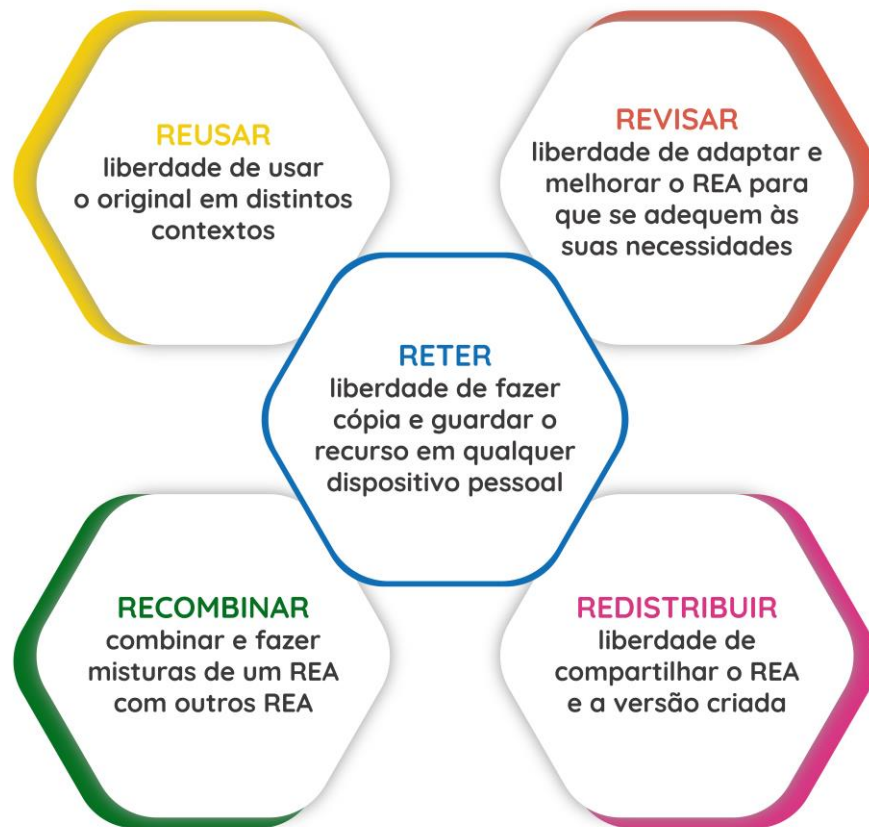 REUSAR
liberdade de usar
o original em distintos
contextos
REVISAR
liberdade de adaptar e
melhorar o REA para
que se adequem às
suas necessidades
RETER
liberdade de fazer
cópia e guardar o
recurso em qualquer
dispositivo pessoal
RECOMBINAR
combinar e fazer
misturas de um REA
com outros REA
REDISTRIBUIR
liberdade de
compartilhar o REA
e a versão criada